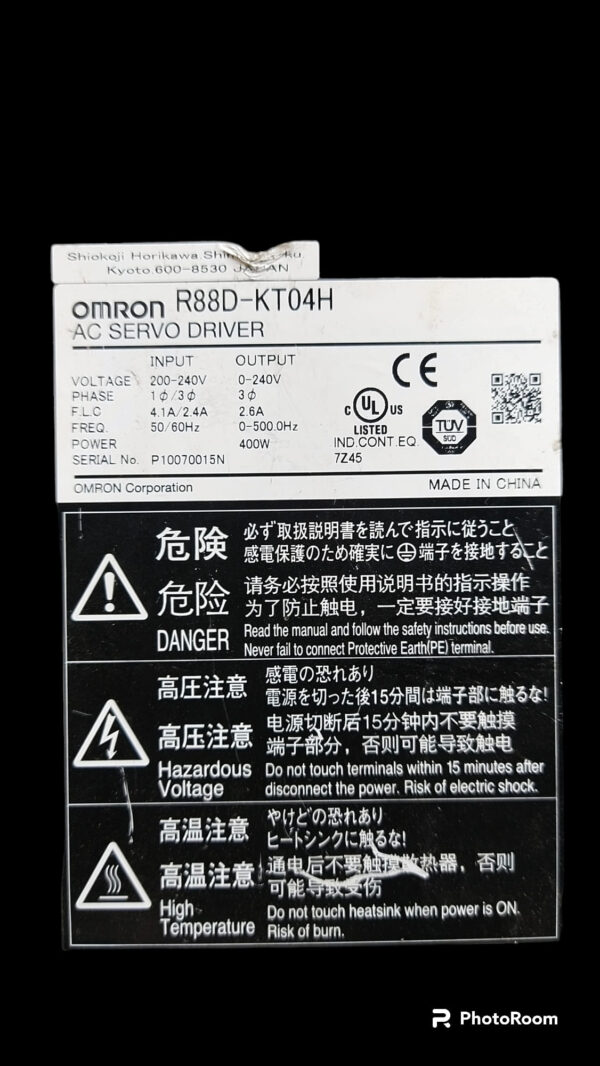 Shiokoji Horikawa,
Kyoto 600-8530 JAPAN
OMRON R88D-KT04H
AC SERVO DRIVER
INPUT OUTPUT
VOLTAGE 200-240V 0-240V
PHASE 1φ/3φ 3φ
F.L.C 4.1A/2.4A 2.6A
FREQ. 50/60Hz 0-500.0Hz
POWER 400W
SERIAL No. P10070015N
CE
C UL US
LISTED
IND.CONT.EQ.
7Z45
TUV
SUD
OMRON Corporation MADE IN CHINA
危険 必ず取扱説明書を読んで指示に従うこと
感電保護のため確実に⏚端子を接地すること
危险 请务必按照使用说明书的指示操作
为了防止触电，一定要接好接地端子
DANGER Read the manual and follow the safety instructions before use.
Never fail to connect Protective Earth(PE) terminal.
高圧注意 感電の恐れあり
電源を切った後15分間は端子部に触るな!
高压注意 电源切断后15分钟内不要触摸
端子部分，否则可能导致触电
Hazardous Voltage Do not touch terminals within 15 minutes after
disconnect the power. Risk of electric shock.
高温注意 やけどの恐れあり
ヒートシンクに触るな!
高温注意 通电后不要触摸散热器，否则
可能导致受伤
High Temperature Do not touch heatsink when power is ON.
Risk of burn.
PhotoRoom